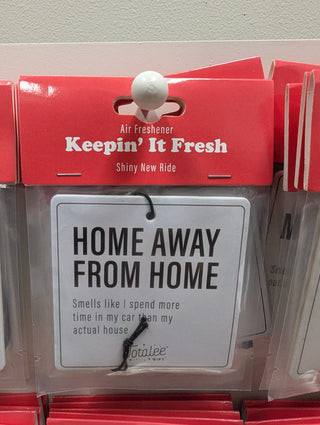 Air Freshener
Keepin' It Fresh
Shiny New Ride
HOME AWAY
FROM HOME
Smells like I spend more
time in my car than my
actual house
Totalee